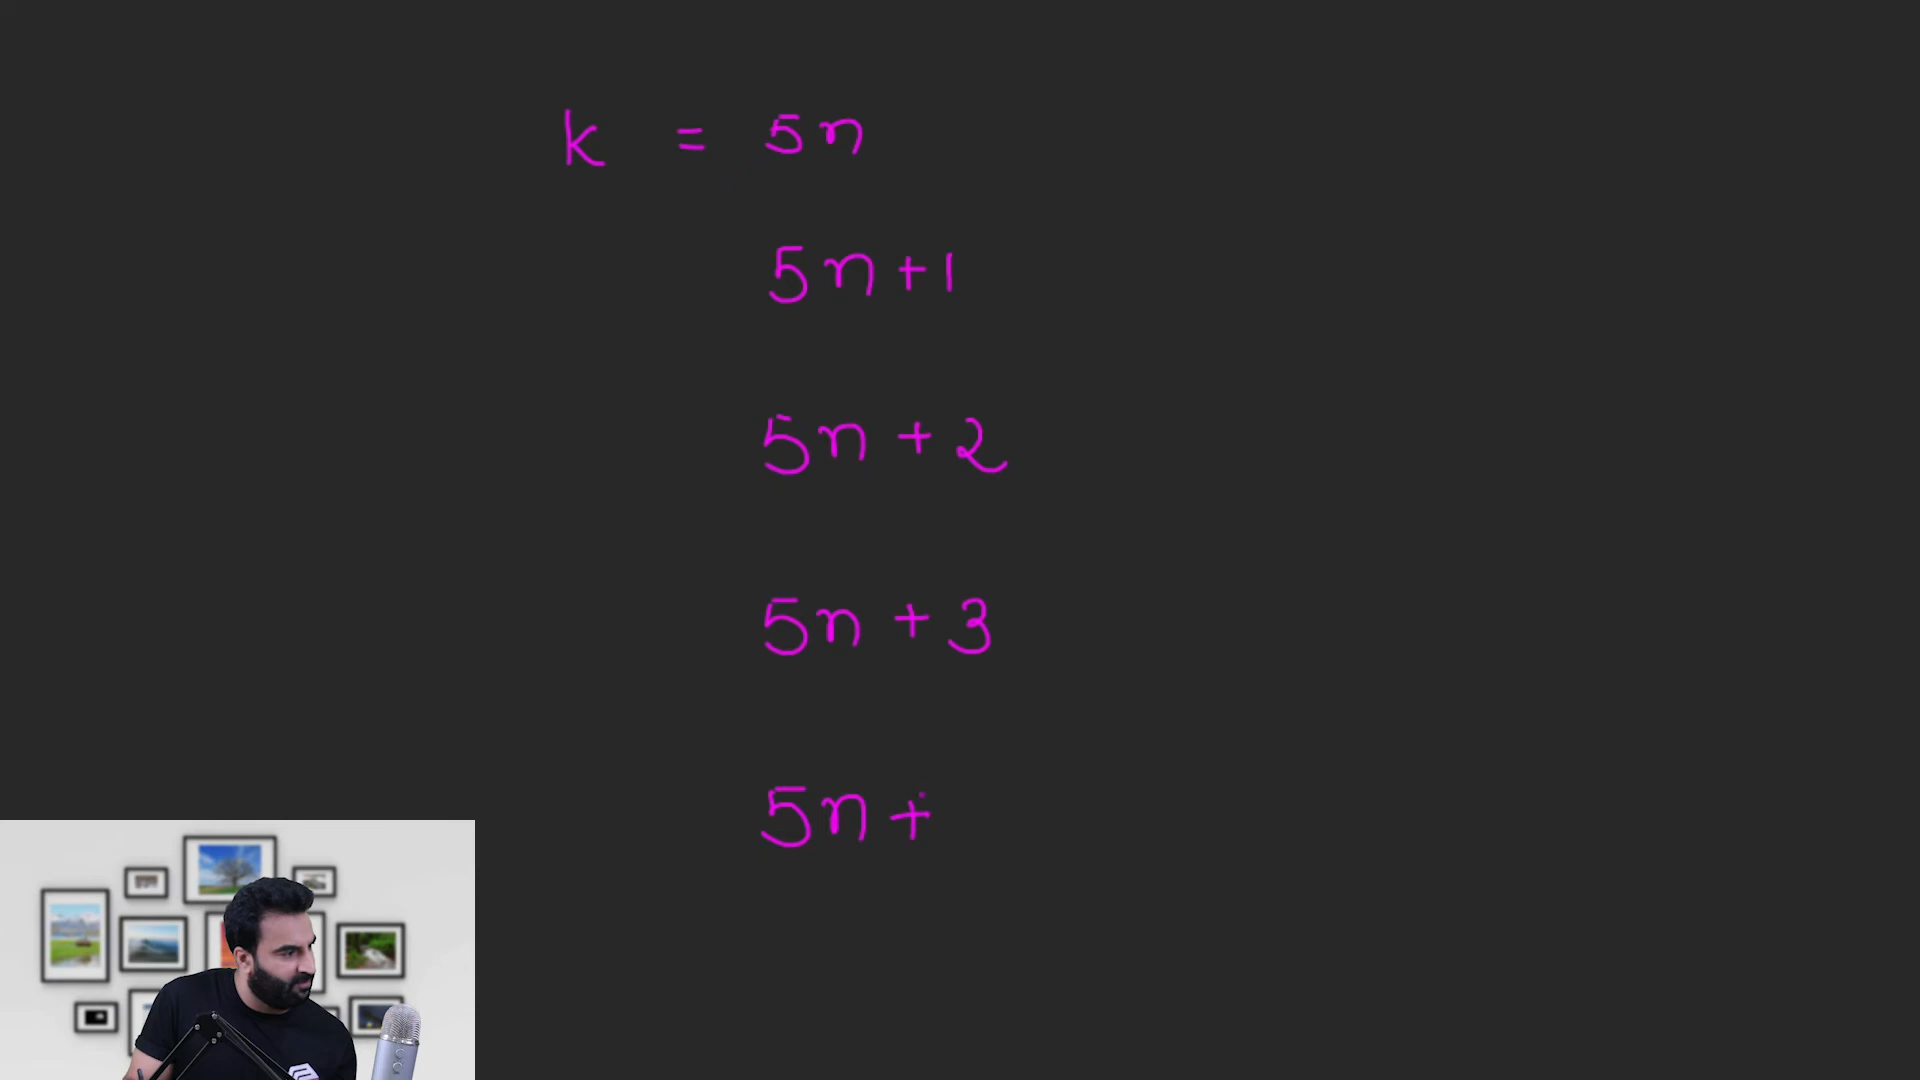 k = 5n
5n+1
5n + 2
5n + 3
5n +